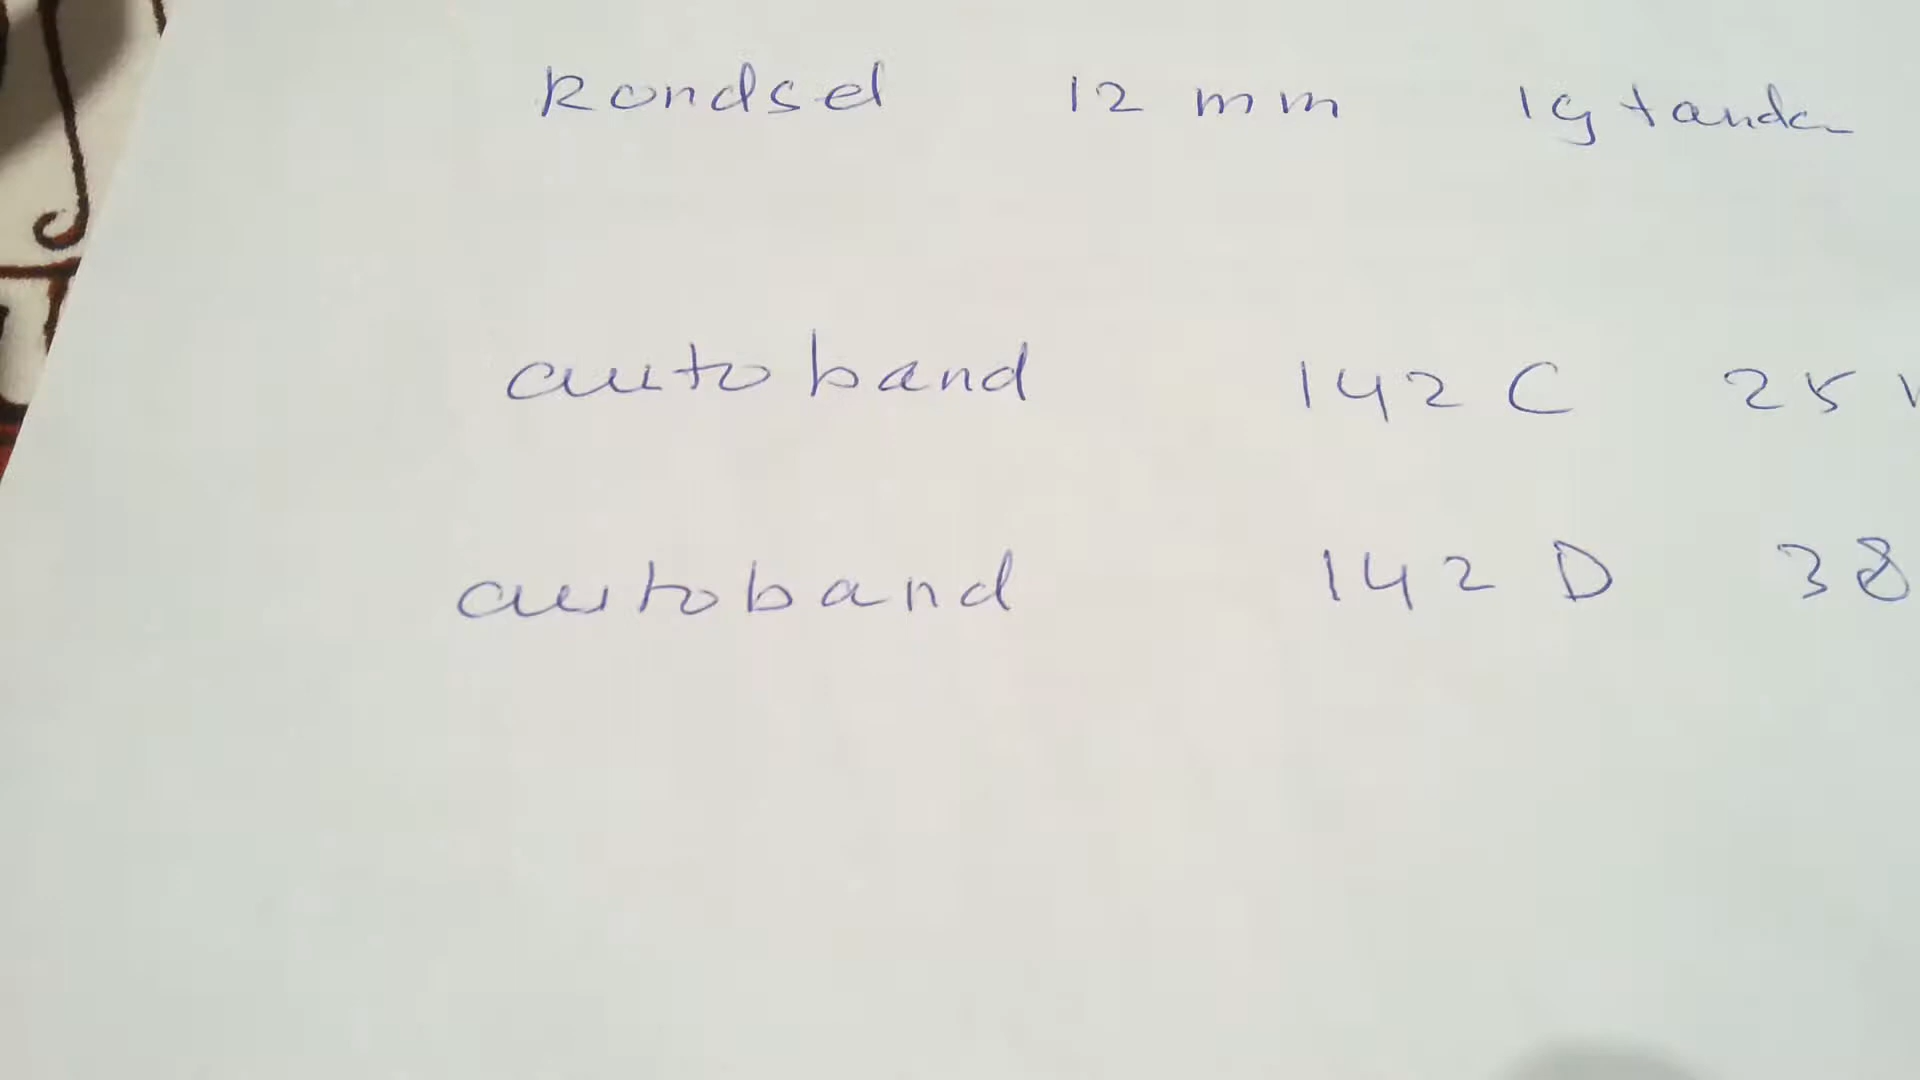 Rondsel 12 mm 19 tanden
autoband 142 C 25
autoband 142 D 38